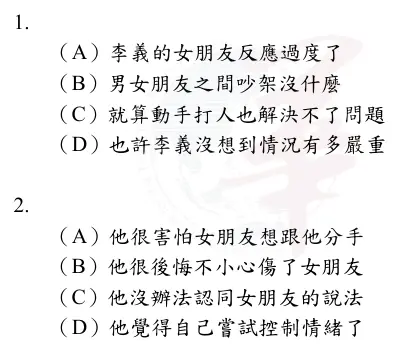 1.
（A）李義的女朋友反應過度了
（B）男女朋友之間吵架沒什麼
（C）就算動手打人也解決不了問題
（D）也許李義沒想到情況有多嚴重
2.
（A）他很害怕女朋友想跟他分手
（B）他很後悔不小心傷了女朋友
（C）他沒辦法認同女朋友的說法
（D）他覺得自己嘗試控制情緒了